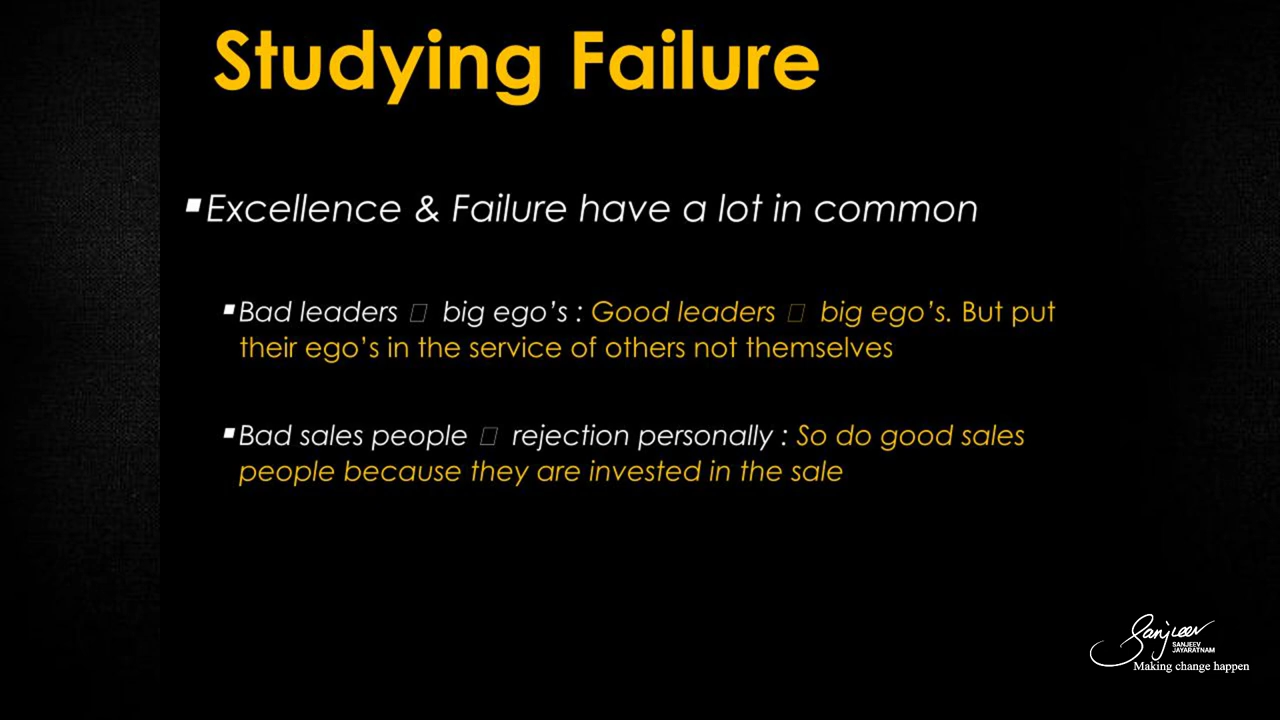 Studying Failure
▪Excellence & Failure have a lot in common
▪Bad leaders □ big ego’s : Good leaders □ big ego’s. But put
their ego’s in the service of others not themselves
▪Bad sales people □ rejection personally : So do good sales
people because they are invested in the sale
Sanjeev
SANJEEV
JAYARATNAM
Making change happen